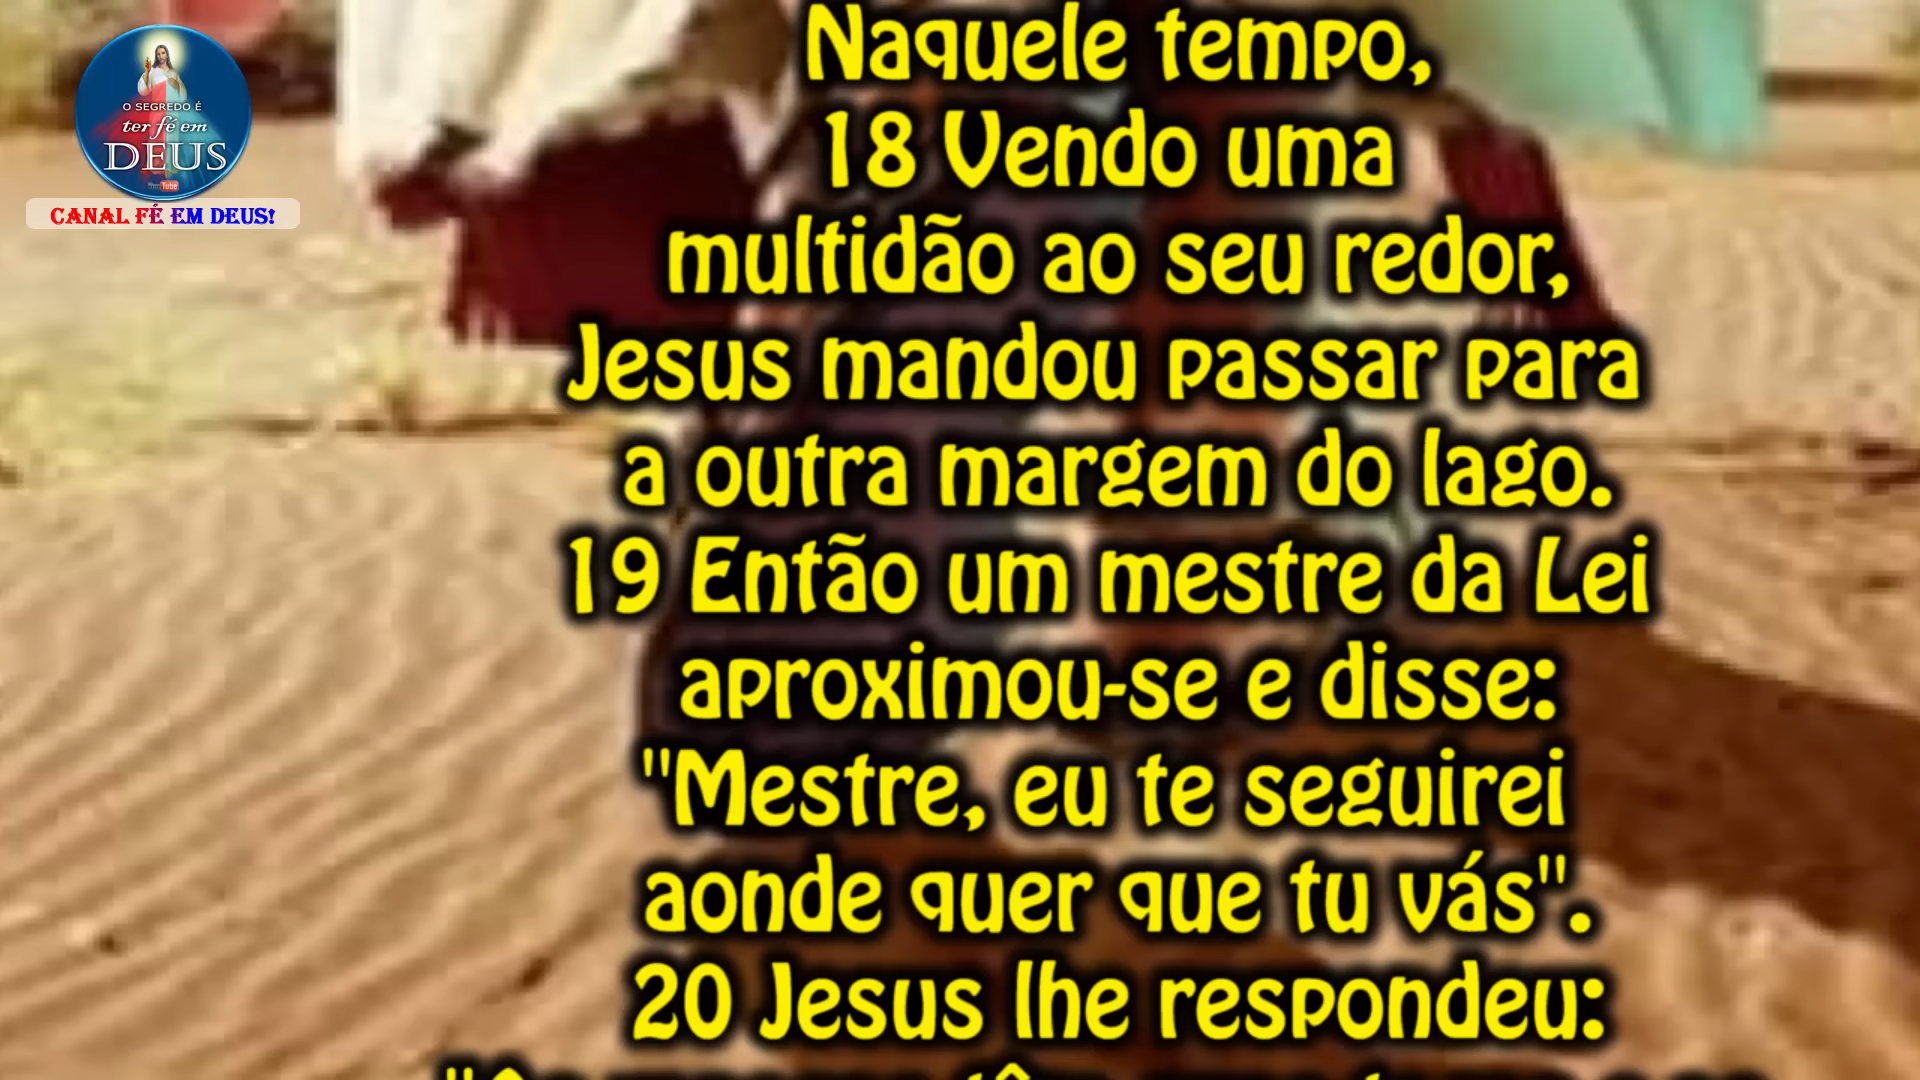 O SEGREDO É
ter fé em
DEUS
CANAL FÉ EM DEUS!
Naquele tempo,
18 Vendo uma
multidão ao seu redor,
Jesus mandou passar para
a outra margem do lago.
19 Então um mestre da Lei
aproximou-se e disse:
"Mestre, eu te seguirei
aonde quer que tu vás".
20 Jesus lhe respondeu: